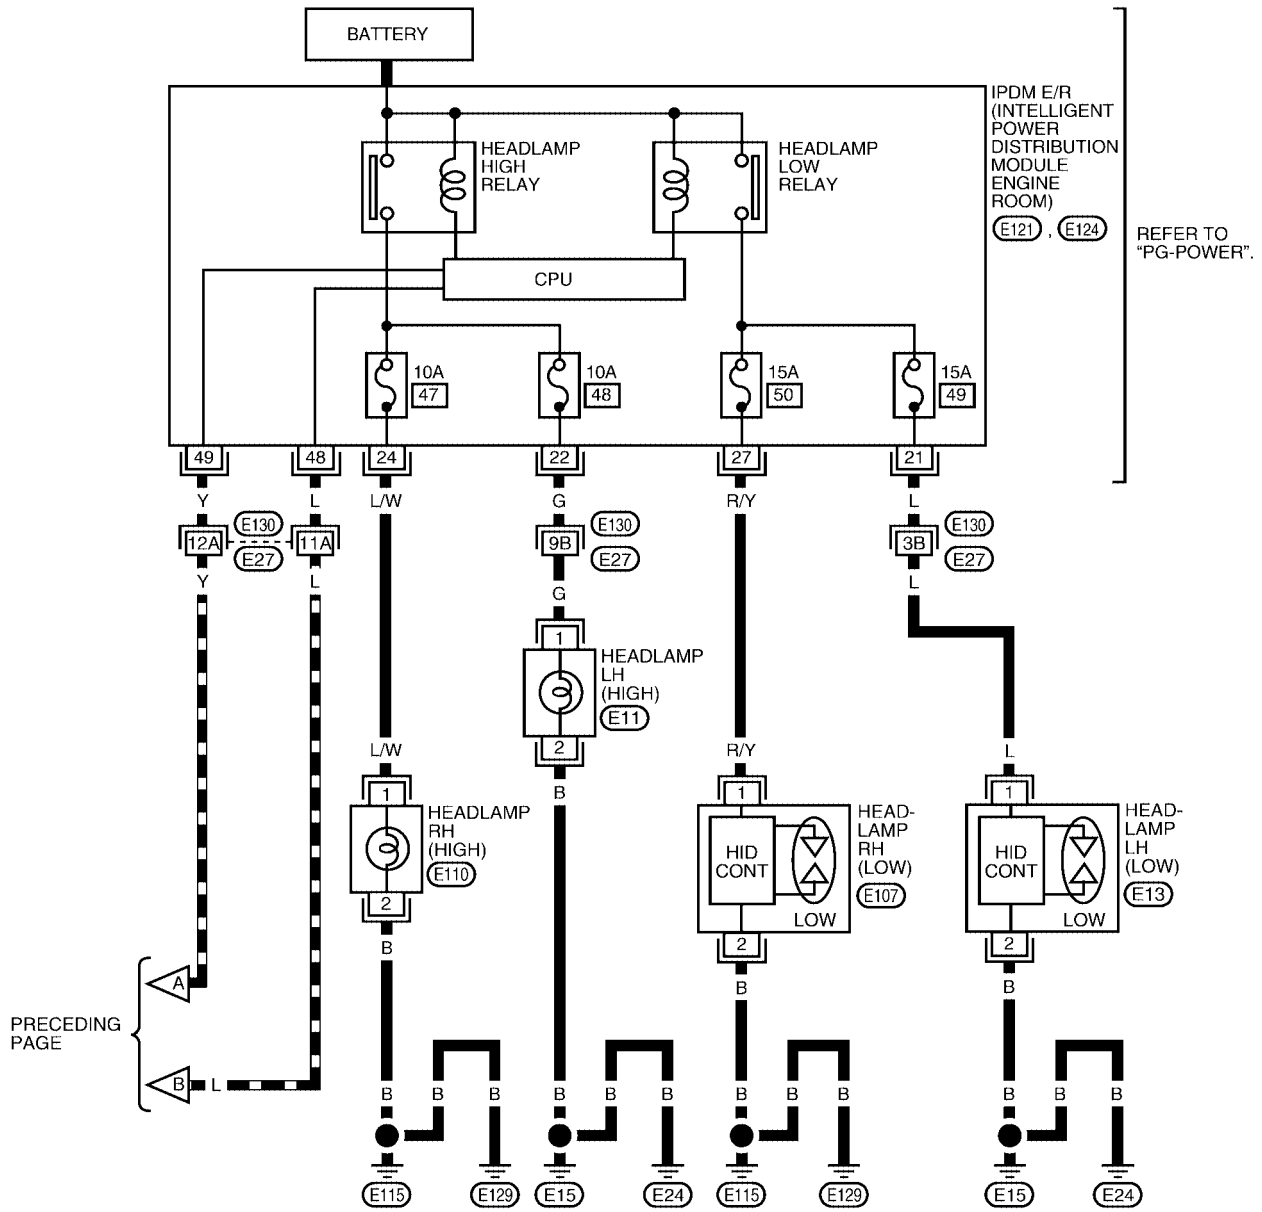 BATTERY
IPDM E/R
(INTELLIGENT
POWER
DISTRIBUTION
MODULE
ENGINE
ROOM)
E121 , E124
REFER TO
“PG-POWER”.
HEADLAMP
HIGH
RELAY
HEADLAMP
LOW
RELAY
CPU
10A
47
10A
48
15A
50
15A
49
49
48
24
22
27
21
Y
L
L/W
G
R/Y
L
12A
E130
E27
11A
9B
E130
E27
3B
E130
E27
Y
L
G
L
1
HEADLAMP
LH
(HIGH)
E11
2
L/W
B
R/Y
L
1
HEADLAMP
RH
(HIGH)
E110
2
B
1
HID
CONT
LOW
HEAD-
LAMP
RH
(LOW)
E107
2
B
1
HID
CONT
LOW
HEAD-
LAMP
LH
(LOW)
E13
2
B
PRECEDING
PAGE
A
B
L
B
B
B
B
B
B
B
B
B
B
B
B
E115
E129
E15
E24
E115
E129
E15
E24